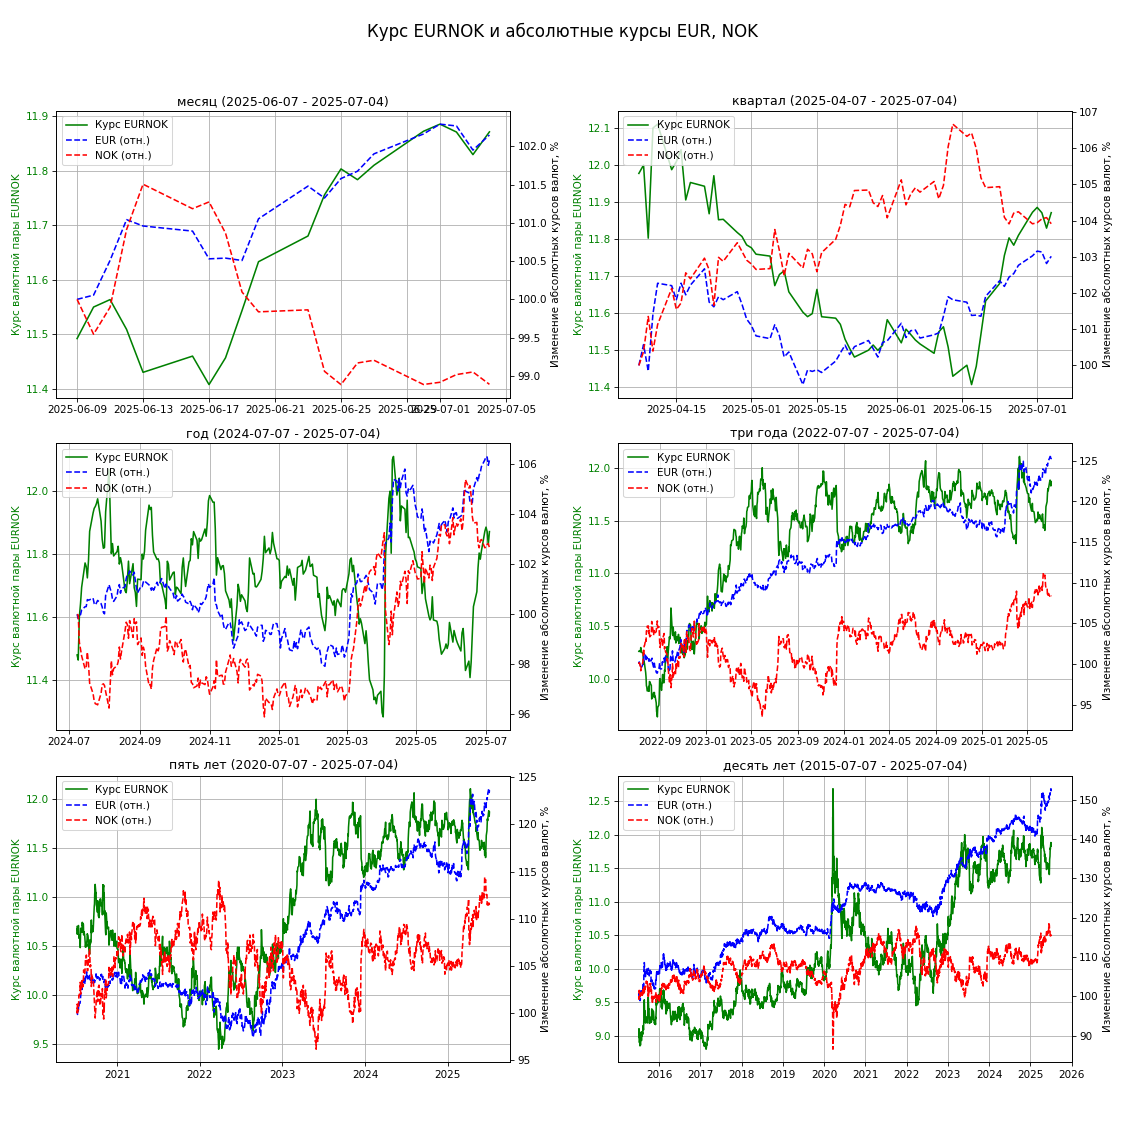 Курс EURNOK и абсолютные курсы EUR, NOK
месяц (2025-06-07 - 2025-07-04)
Курс EURNOK
EUR (отн.)
NOK (отн.)
Курс валютной пары EURNOK
11.9
11.8
11.7
11.6
11.5
11.4
102.0
101.5
101.0
100.5
100.0
99.5
99.0
Изменение абсолютных курсов валют, %
2025-06-09 2025-06-13 2025-06-17 2025-06-21 2025-06-25 2025-06-29 2025-07-01 2025-07-05
квартал (2025-04-07 - 2025-07-04)
Курс EURNOK
EUR (отн.)
NOK (отн.)
Курс валютной пары EURNOK
12.1
12.0
11.9
11.8
11.7
11.6
11.5
11.4
107
106
105
104
103
102
101
100
Изменение абсолютных курсов валют, %
2025-04-15 2025-05-01 2025-05-15 2025-06-01 2025-06-15 2025-07-01
год (2024-07-07 - 2025-07-04)
Курс EURNOK
EUR (отн.)
NOK (отн.)
Курс валютной пары EURNOK
12.0
11.8
11.6
11.4
106
104
102
100
98
96
Изменение абсолютных курсов валют, %
2024-07 2024-09 2024-11 2025-01 2025-03 2025-05 2025-07
три года (2022-07-07 - 2025-07-04)
Курс EURNOK
EUR (отн.)
NOK (отн.)
Курс валютной пары EURNOK
12.0
11.5
11.0
10.5
10.0
125
120
115
110
105
100
95
Изменение абсолютных курсов валют, %
2022-09 2023-01 2023-05 2023-09 2024-01 2024-05 2024-09 2025-01 2025-05
пять лет (2020-07-07 - 2025-07-04)
Курс EURNOK
EUR (отн.)
NOK (отн.)
Курс валютной пары EURNOK
12.0
11.5
11.0
10.5
10.0
9.5
125
120
115
110
105
100
95
Изменение абсолютных курсов валют, %
2021 2022 2023 2024 2025
десять лет (2015-07-07 - 2025-07-04)
Курс EURNOK
EUR (отн.)
NOK (отн.)
Курс валютной пары EURNOK
12.5
12.0
11.5
11.0
10.5
10.0
9.5
9.0
150
140
130
120
110
100
90
Изменение абсолютных курсов валют, %
2016 2017 2018 2019 2020 2021 2022 2023 2024 2025 2026